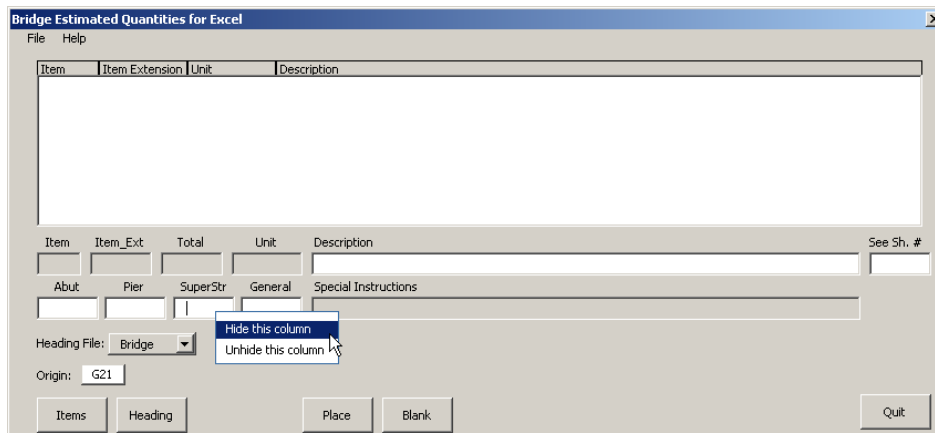 Bridge Estimated Quantities for Excel
File Help
Item Item Extension Unit Description
Item Item_Ext Total Unit Description See Sh. #
Abut Pier SuperStr General Special Instructions
Hide this column
Heading File: Bridge
Unhide this column
Origin: G21
Items Heading Place Blank Quit